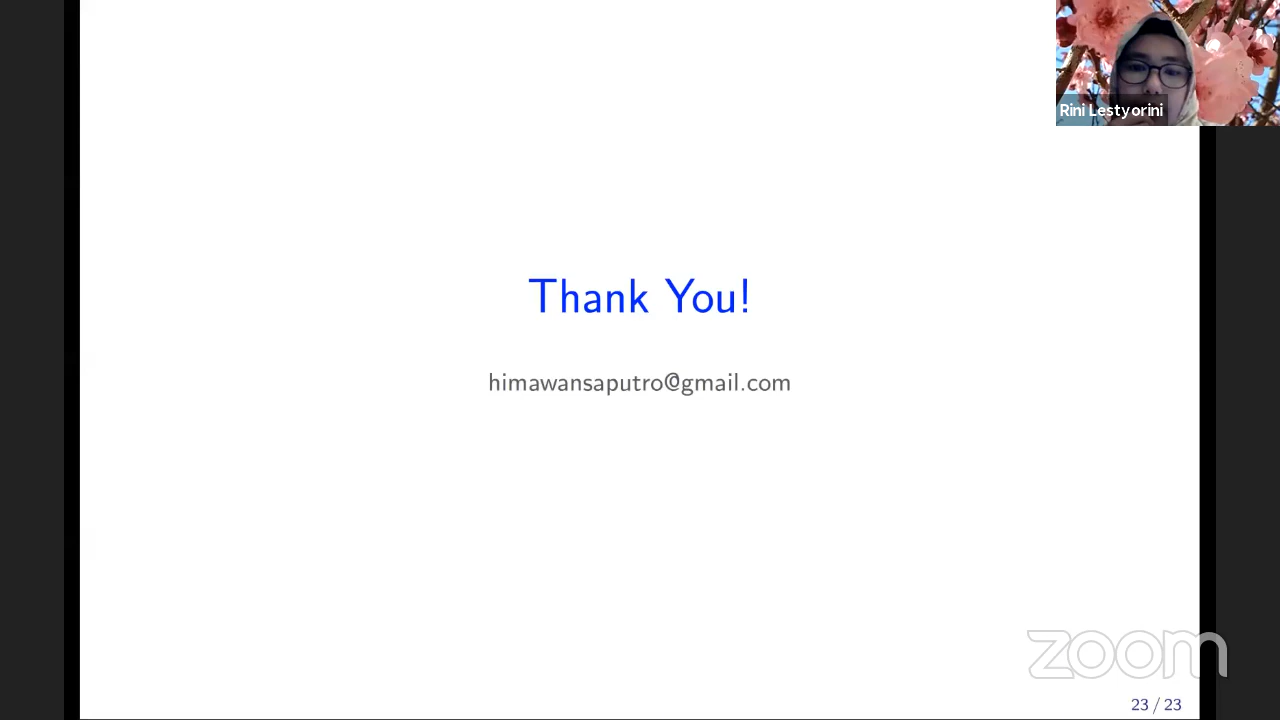 Rini Lestyorini
Thank You!
himawansaputro@gmail.com
zoom
23 / 23